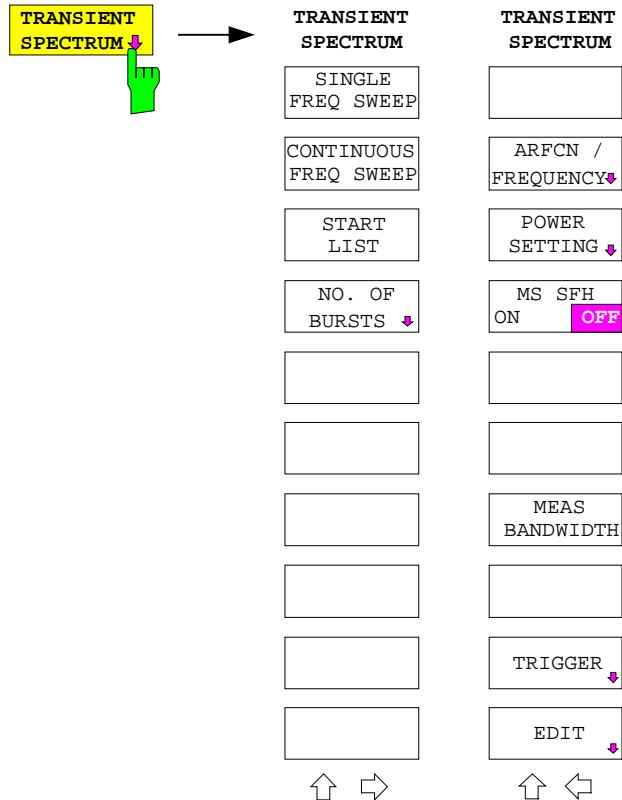 TRANSIENT
SPECTRUM
TRANSIENT
SPECTRUM
SINGLE
FREQ SWEEP
CONTINUOUS
FREQ SWEEP
START
LIST
NO. OF
BURSTS
TRANSIENT
SPECTRUM
ARFCN /
FREQUENCY
POWER
SETTING
MS SFH
ON OFF
MEAS
BANDWIDTH
TRIGGER
EDIT